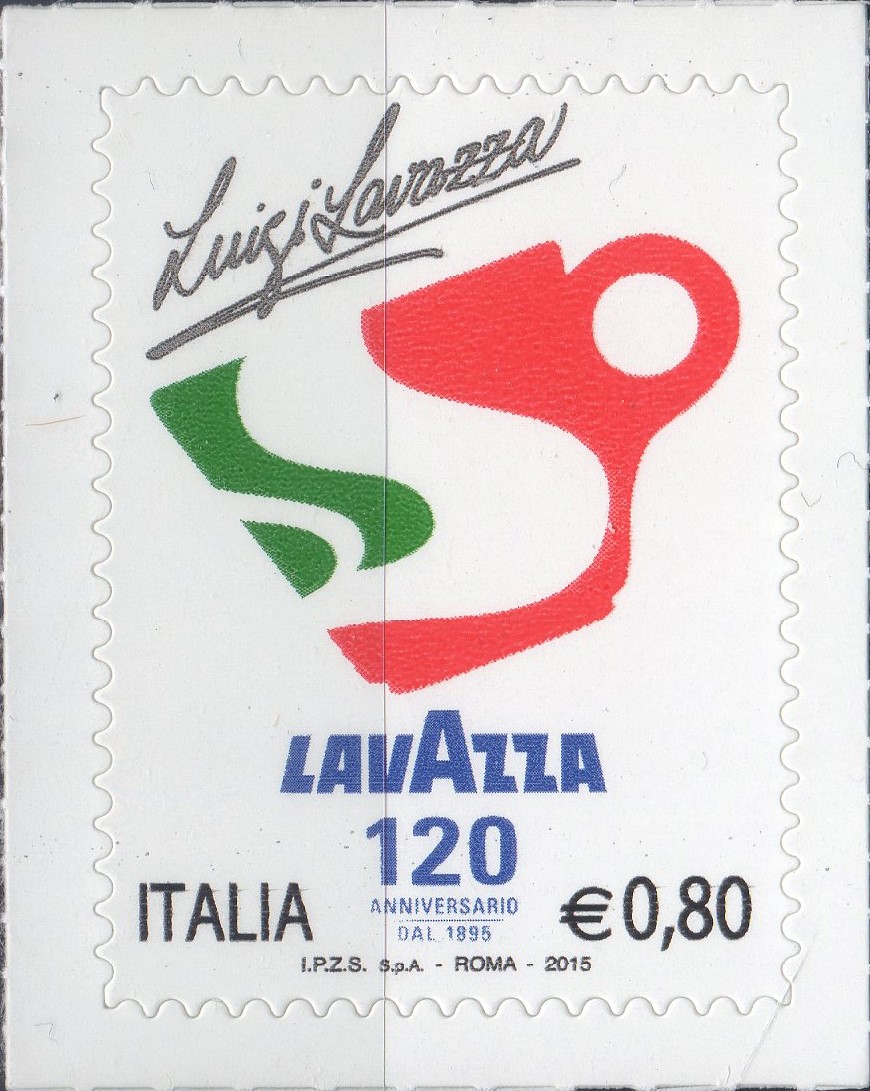 Luigi Lavazza
LAVAZZA
120
ANNIVERSARIO
DAL 1895
ITALIA
€0,80
I.P.Z.S. S.p.A. - ROMA - 2015